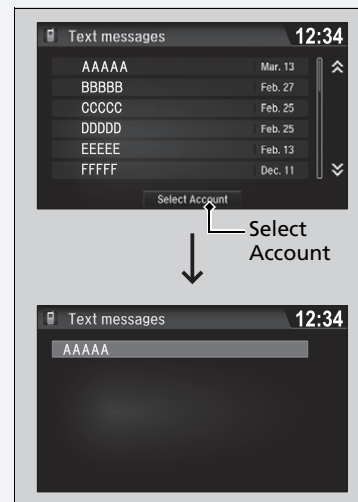 Text messages 12:34
AAAAA Mar. 13
BBBBB Feb. 27
CCCCC Feb. 25
DDDDD Feb. 25
EEEEE Feb. 13
FFFFF Dec. 11
Select Account
Select
Account
Text messages 12:34
AAAAA